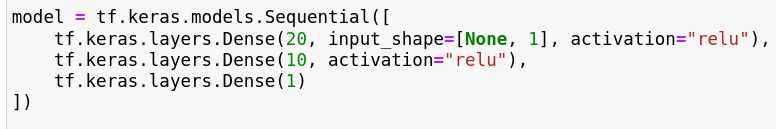 model = tf.keras.models.Sequential([
    tf.keras.layers.Dense(20, input_shape=[None, 1], activation="relu"),
    tf.keras.layers.Dense(10, activation="relu"),
    tf.keras.layers.Dense(1)
])